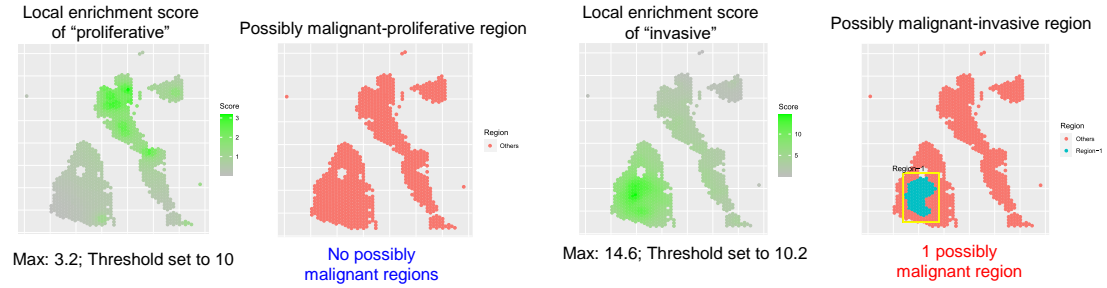 Local enrichment score
of “proliferative”
Score
3
2
1
Max: 3.2; Threshold set to 10
Possibly malignant-proliferative region
Region
Others
No possibly
malignant regions
Local enrichment score
of “invasive”
Score
10
5
Max: 14.6; Threshold set to 10.2
Possibly malignant-invasive region
Region
Others
Region-1
Region-1
1 possibly
malignant region